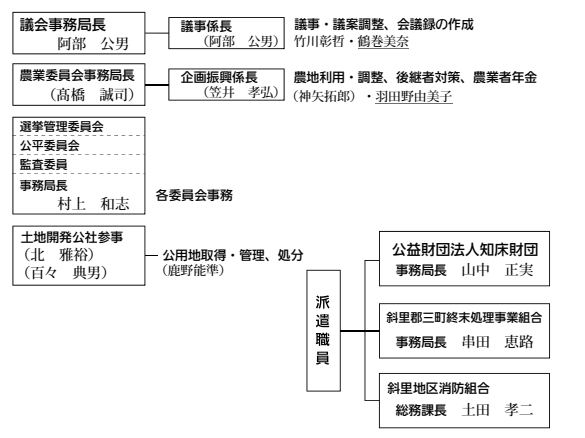 議会事務局長
阿部　公男
議事係長
（阿部　公男）
議事・議案調整、会議録の作成
竹川彰哲・鶴巻美奈
農業委員会事務局長
（髙橋　誠司）
企画振興係長
（笠井　孝弘）
農地利用・調整、後継者対策、農業者年金
（神矢拓郎）・羽田野由美子
選挙管理委員会
公平委員会
監査委員
事務局長
村上　和志
各委員会事務
土地開発公社参事
（北　雅裕）
（百々　典男）
公用地取得・管理、処分
（鹿野能準）
派遣職員
公益財団法人知床財団
事務局長　山中　正実
斜里郡三町終末処理事業組合
事務局長　串田　恵路
斜里地区消防組合
総務課長　土田　孝二